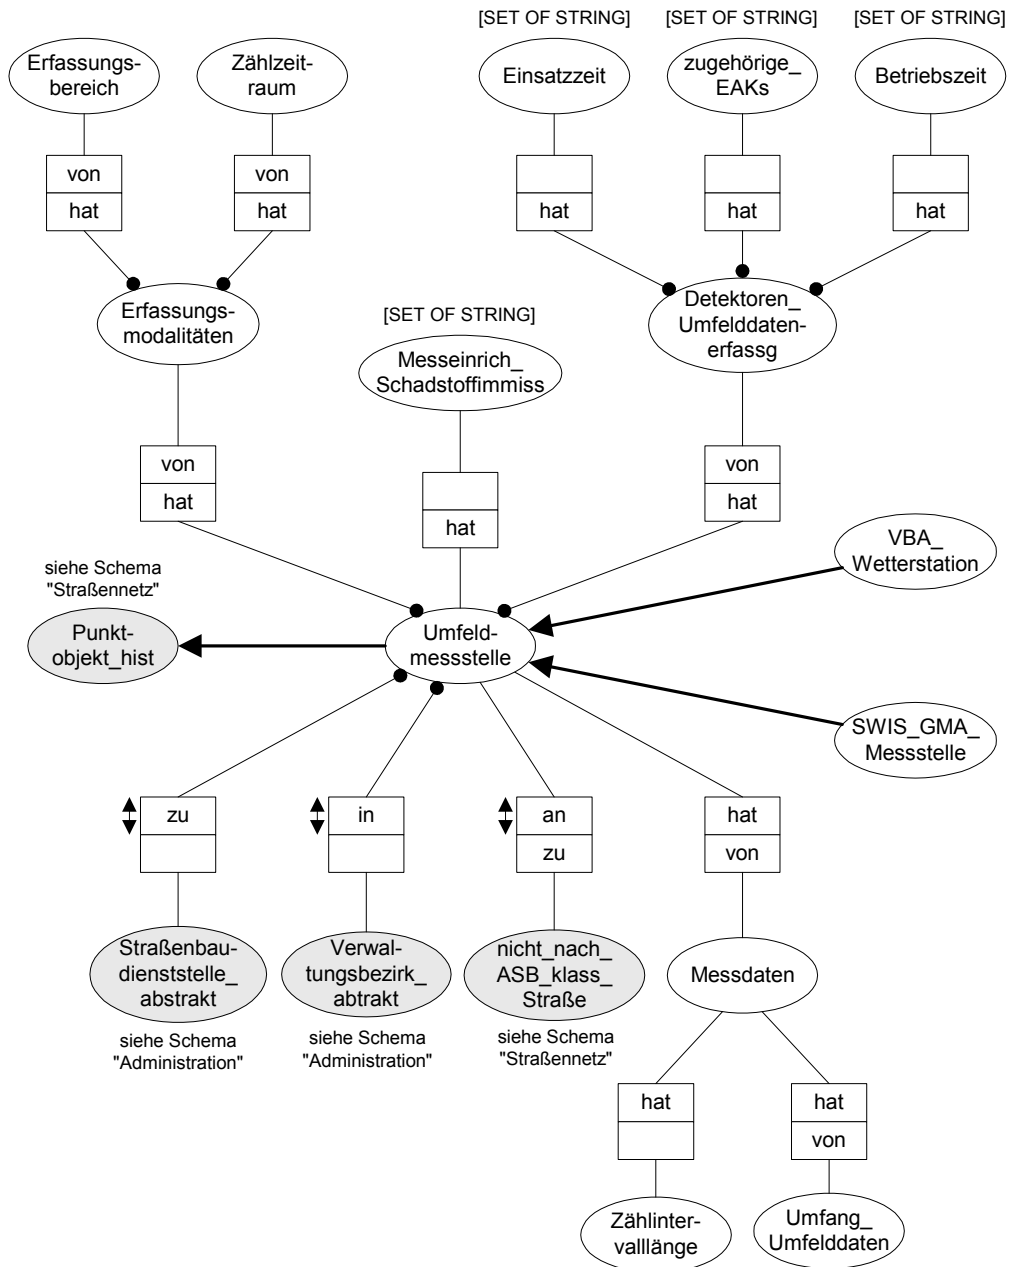 [SET OF STRING] [SET OF STRING] [SET OF STRING]
Erfassungs-
bereich
Zählzeit-
raum
Einsatzzeit
zugehörige_
EAKs
Betriebszeit
von
hat
von
hat
hat
hat
hat
Erfassungs-
modalitäten
[SET OF STRING]
Messeinrich_
Schadstoffimmiss
Detektoren_
Umfelddaten-
erfassg
von
hat
hat
von
hat
VBA_
Wetterstation
siehe Schema
"Straßennetz"
Punkt-
objekt_hist
Umfeld-
messstelle
SWIS_GMA_
Messstelle
zu
in
an
zu
hat
von
Straßenbau-
dienststelle_
abstrakt
siehe Schema
"Administration"
Verwal-
tungsbezirk_
abtrakt
siehe Schema
"Administration"
nicht_nach_
ASB_klass_
Straße
siehe Schema
"Straßennetz"
Messdaten
hat
hat
von
Zählinter-
valllänge
Umfang_
Umfelddaten